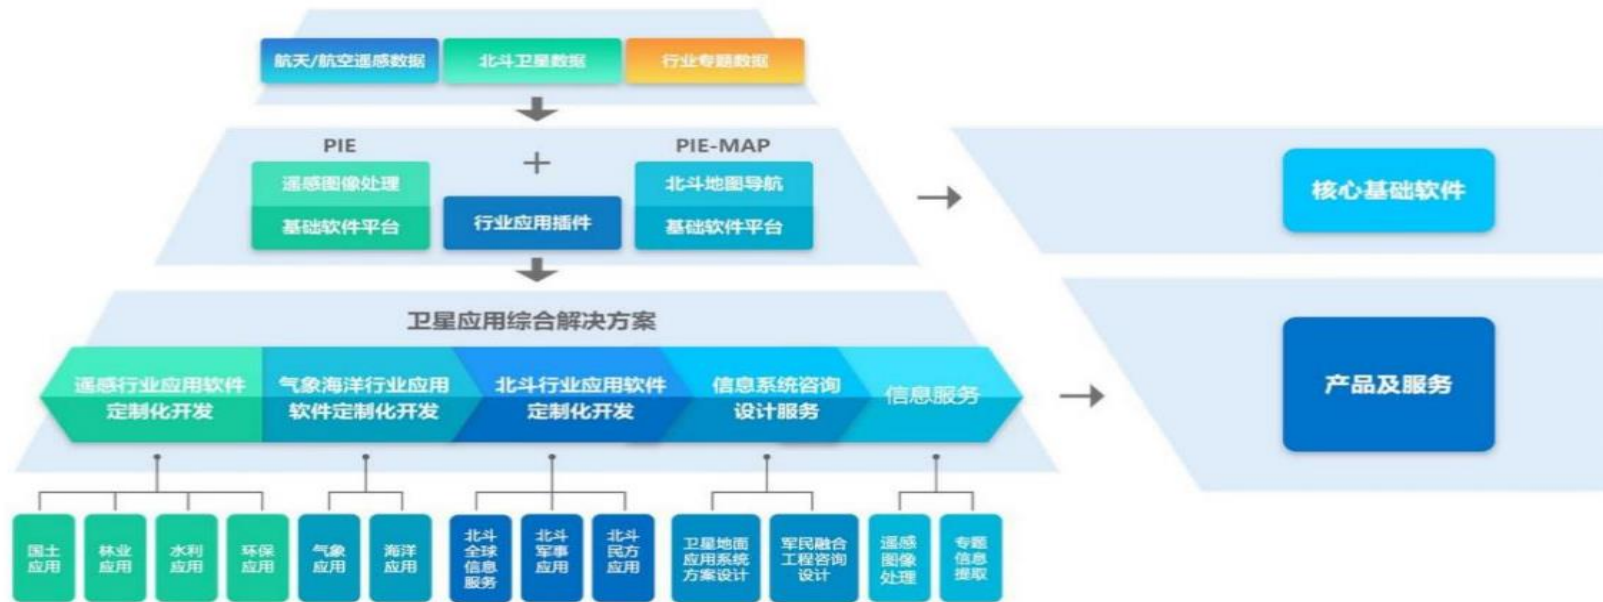 航天/航空遥感数据
北斗卫星数据
行业专题数据
PIE
+
PIE-MAP
遥感图像处理
基础软件平台
行业应用插件
北斗地图导航
基础软件平台
核心基础软件
卫星应用综合解决方案
遥感行业应用软件
定制化开发
气象海洋行业应用
软件定制化开发
北斗行业应用软件
定制化开发
信息系统咨询
设计服务
信息服务
产品及服务
国土
应用
林业
应用
水利
应用
环保
应用
气象
应用
海洋
应用
北斗
全球
信息
服务
北斗
军事
应用
北斗
民方
应用
卫星地面
应用系统
方案设计
军民融合
工程咨询
设计
遥感
图像
处理
专题
信息
提取